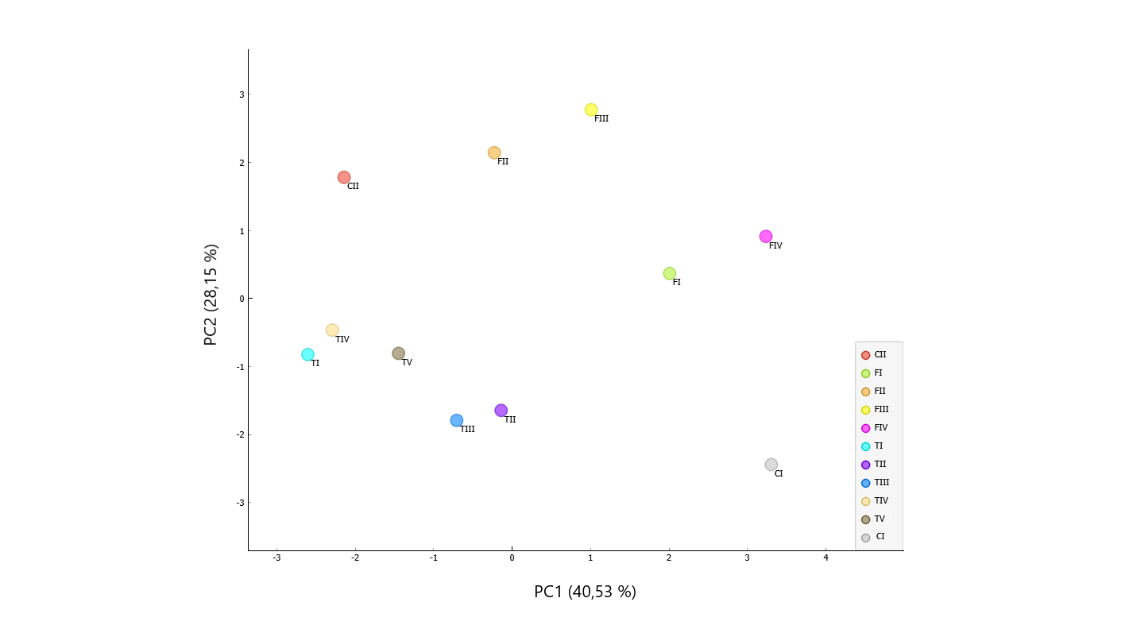 3
FIII
2
FII
CII
1
FIV
0
FI
TIV
-1
TI
TV
-2
TII
TIII
-3
CI
-3 -2 -1 0 1 2 3 4
PC2 (28,15 %)
PC1 (40,53 %)
CII
FI
FII
FIII
FIV
TI
TII
TIII
TIV
TV
CI